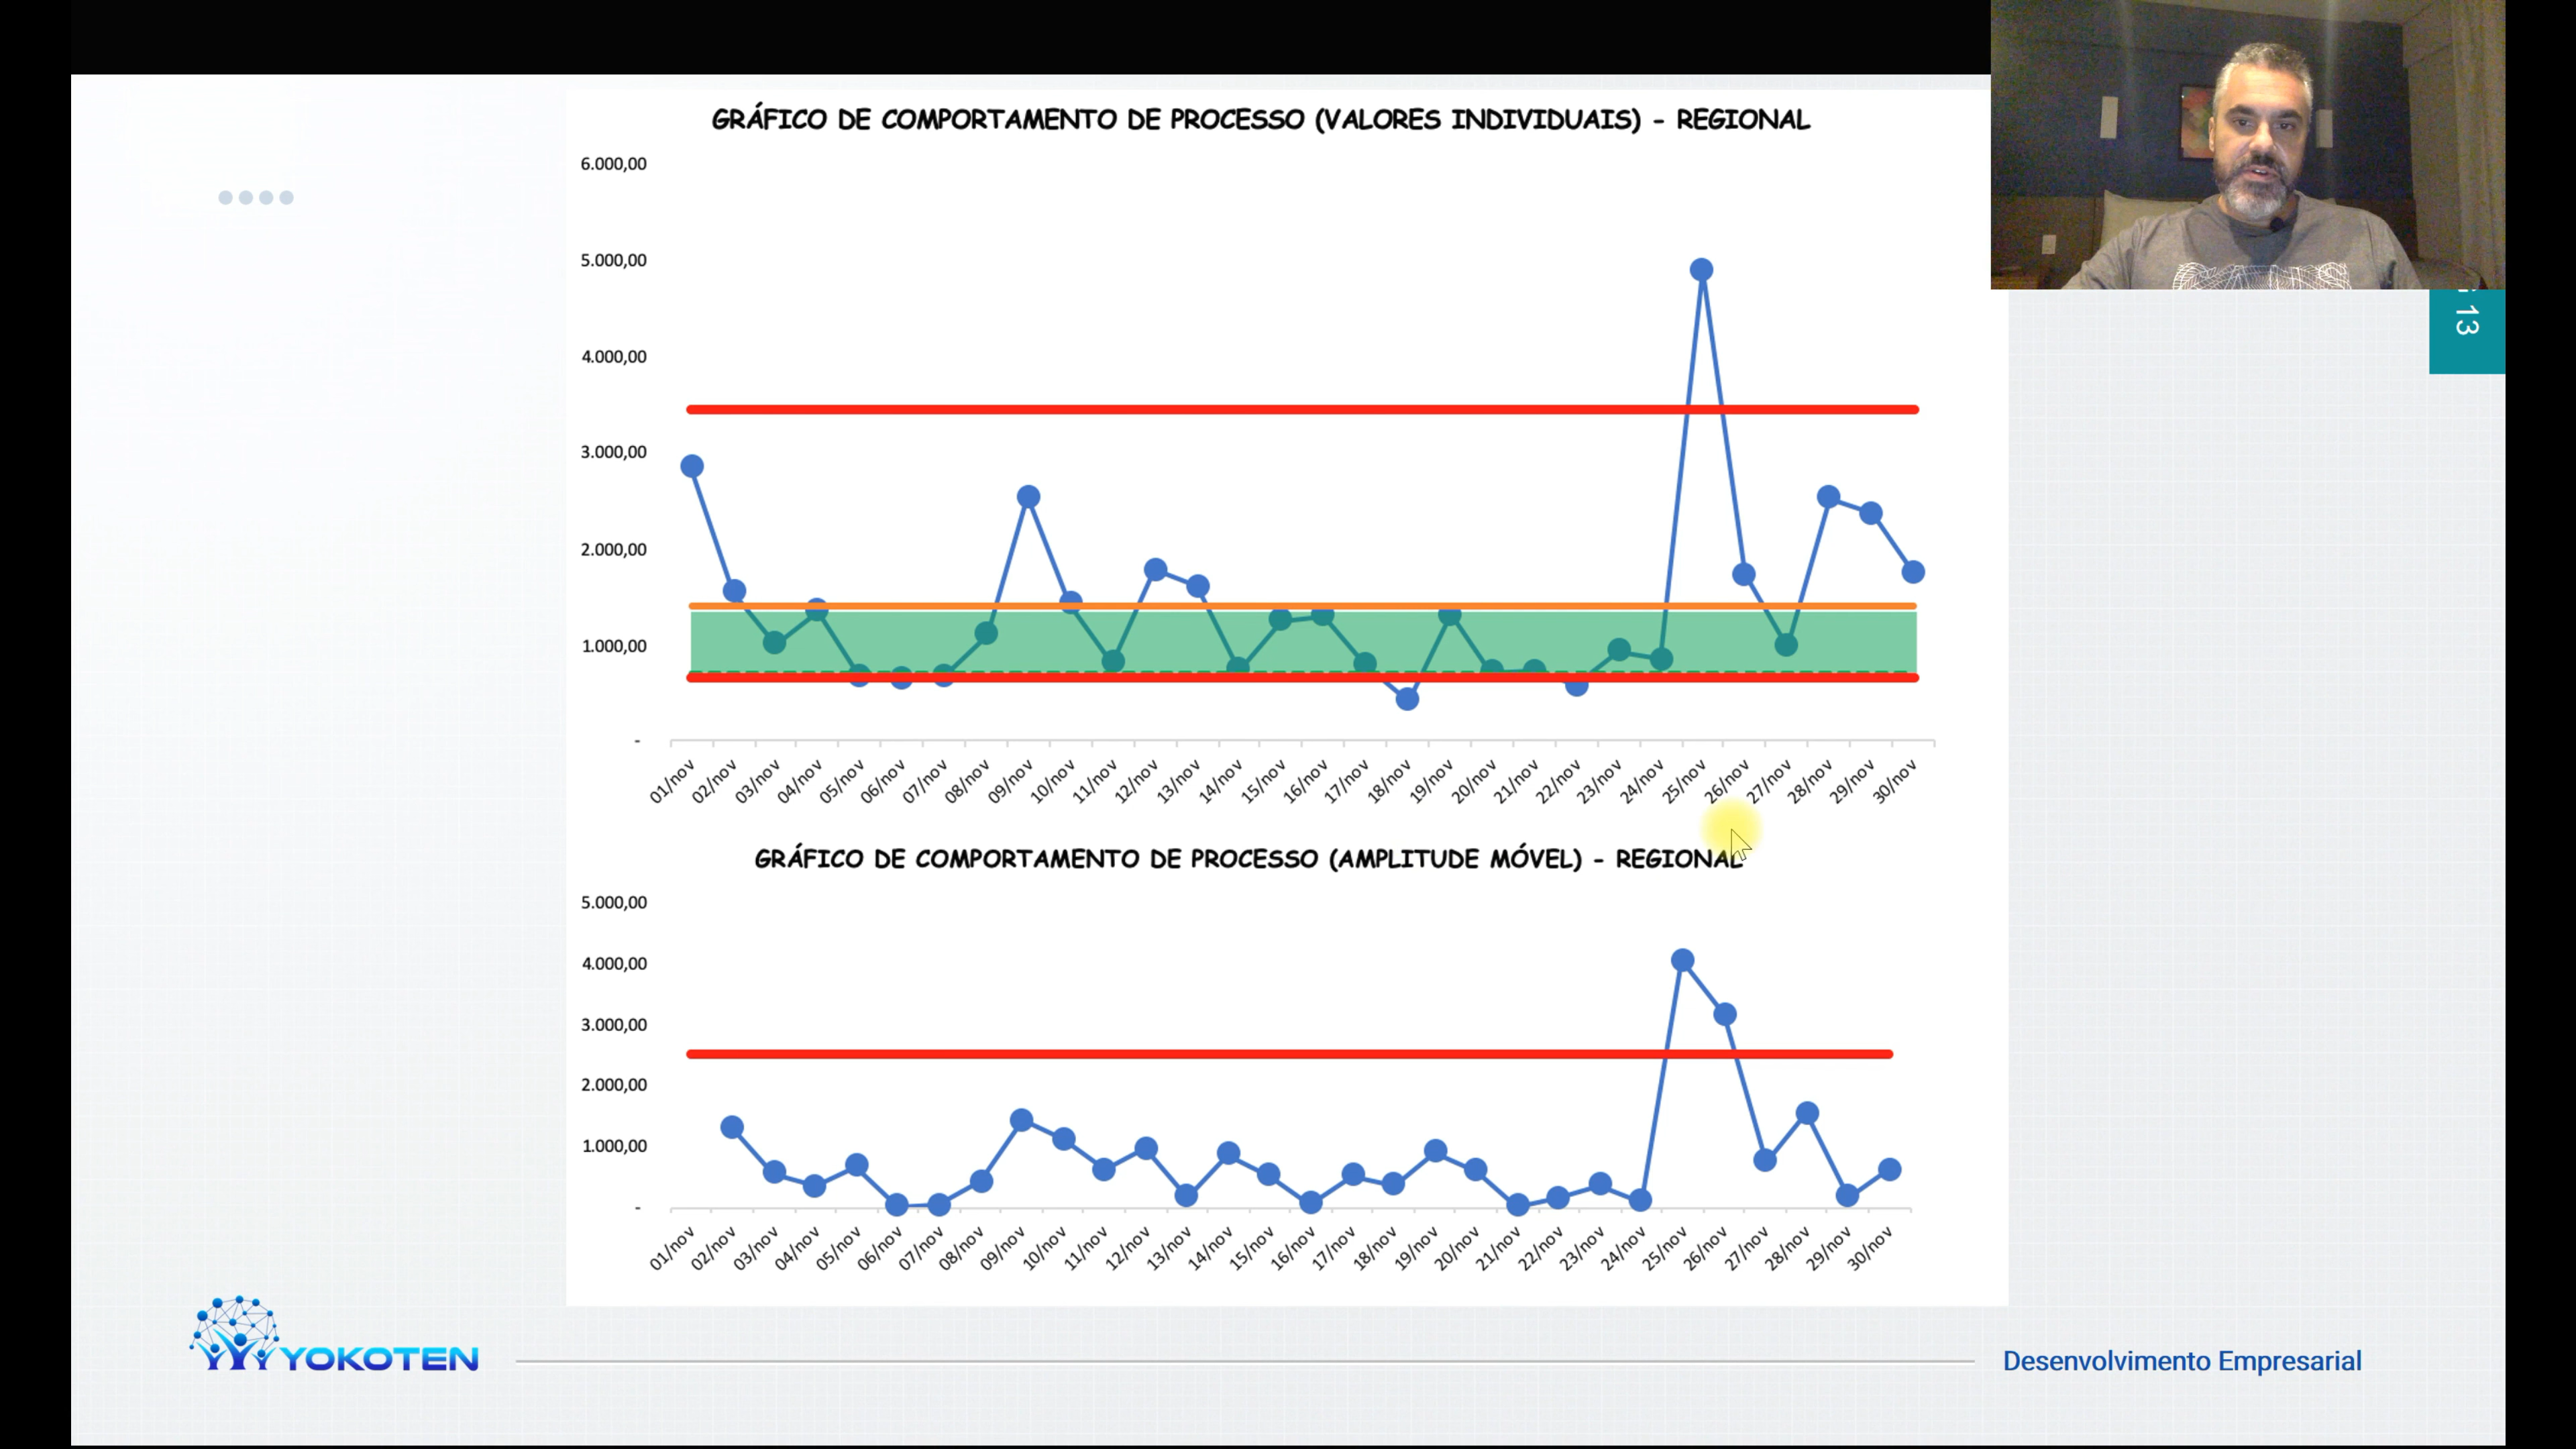 GRÁFICO DE COMPORTAMENTO DE PROCESSO (VALORES INDIVIDUAIS) - REGIONAL
6.000,00
5.000,00
4.000,00
3.000,00
2.000,00
1.000,00
-
01/nov 02/nov 03/nov 04/nov 05/nov 06/nov 07/nov 08/nov 09/nov 10/nov 11/nov 12/nov 13/nov 14/nov 15/nov 16/nov 17/nov 18/nov 19/nov 20/nov 21/nov 22/nov 23/nov 24/nov 25/nov 26/nov 27/nov 28/nov 29/nov 30/nov
13
GRÁFICO DE COMPORTAMENTO DE PROCESSO (AMPLITUDE MÓVEL) - REGIONAL
5.000,00
4.000,00
3.000,00
2.000,00
1.000,00
-
01/nov 02/nov 03/nov 04/nov 05/nov 06/nov 07/nov 08/nov 09/nov 10/nov 11/nov 12/nov 13/nov 14/nov 15/nov 16/nov 17/nov 18/nov 19/nov 20/nov 21/nov 22/nov 23/nov 24/nov 25/nov 26/nov 27/nov 28/nov 29/nov 30/nov
YOKOTEN
Desenvolvimento Empresarial